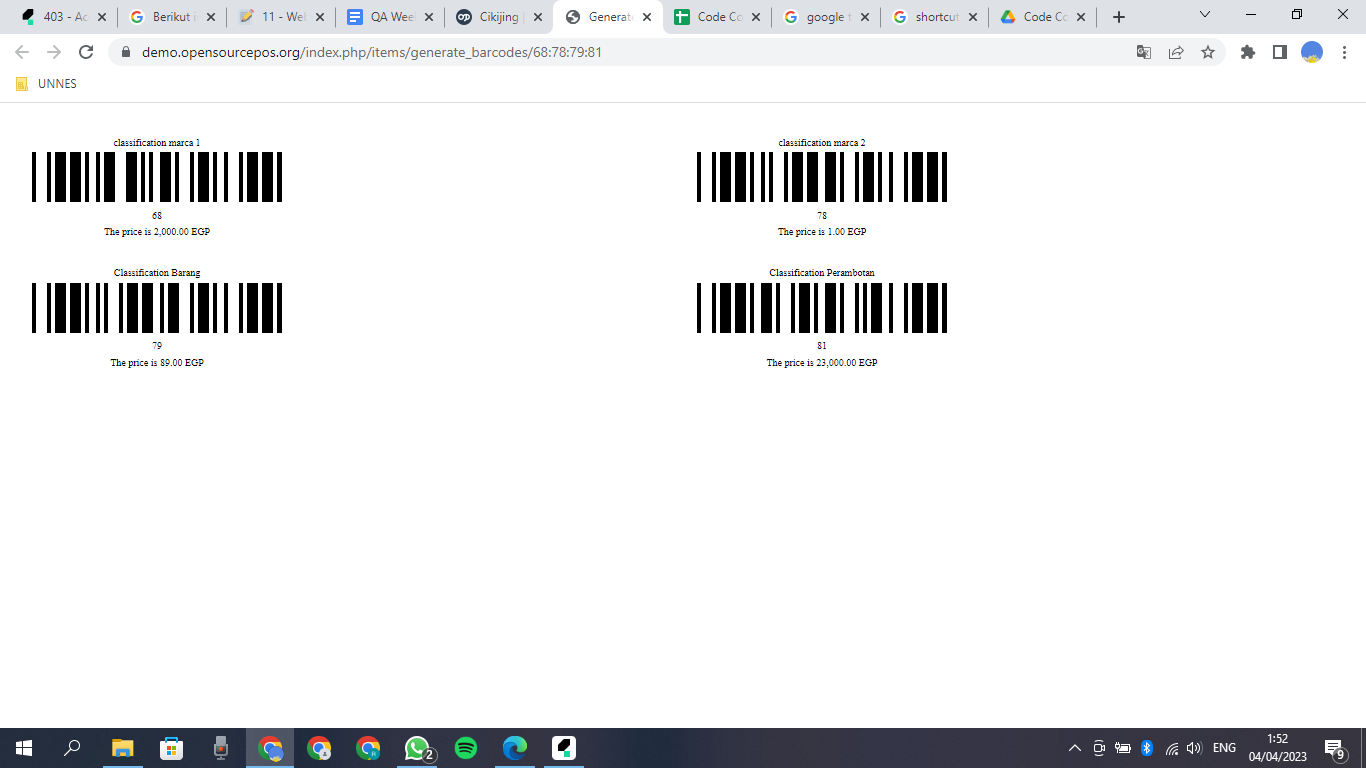 403 - Ac
Berikut i
11 - Wel
QA Wee
Cikijing
Generat
Code Co
google t
shortcut
Code Co
demo.opensourcepos.org/index.php/items/generate_barcodes/68:78:79:81
UNNES
classification marca 1
68
The price is 2,000.00 EGP
classification marca 2
78
The price is 1.00 EGP
Classification Barang
79
The price is 89.00 EGP
Classification Perambotan
81
The price is 23,000.00 EGP
2
A
R
ENG
1:52
04/04/2023
9